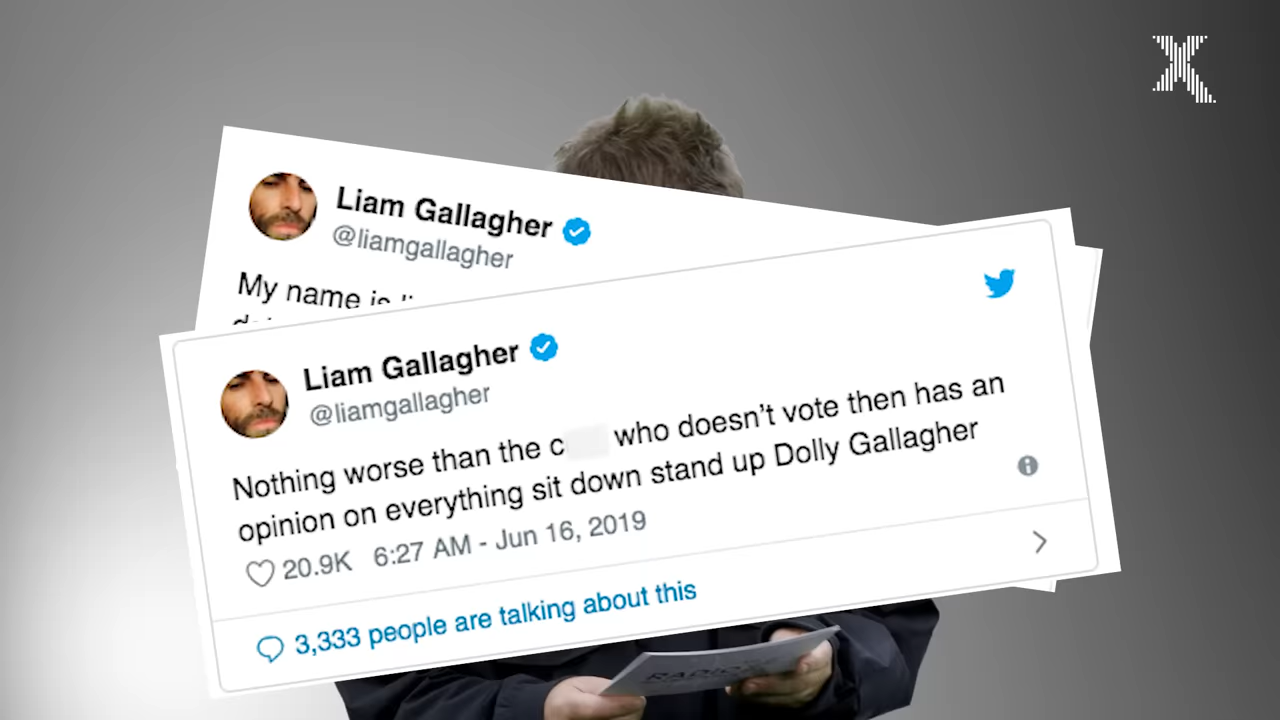 Liam Gallagher
@liamgallagher
My name is
Liam Gallagher
@liamgallagher
Nothing worse than the c who doesn’t vote then has an
opinion on everything sit down stand up Dolly Gallagher
20.9K 6:27 AM - Jun 16, 2019
3,333 people are talking about this
RADIO